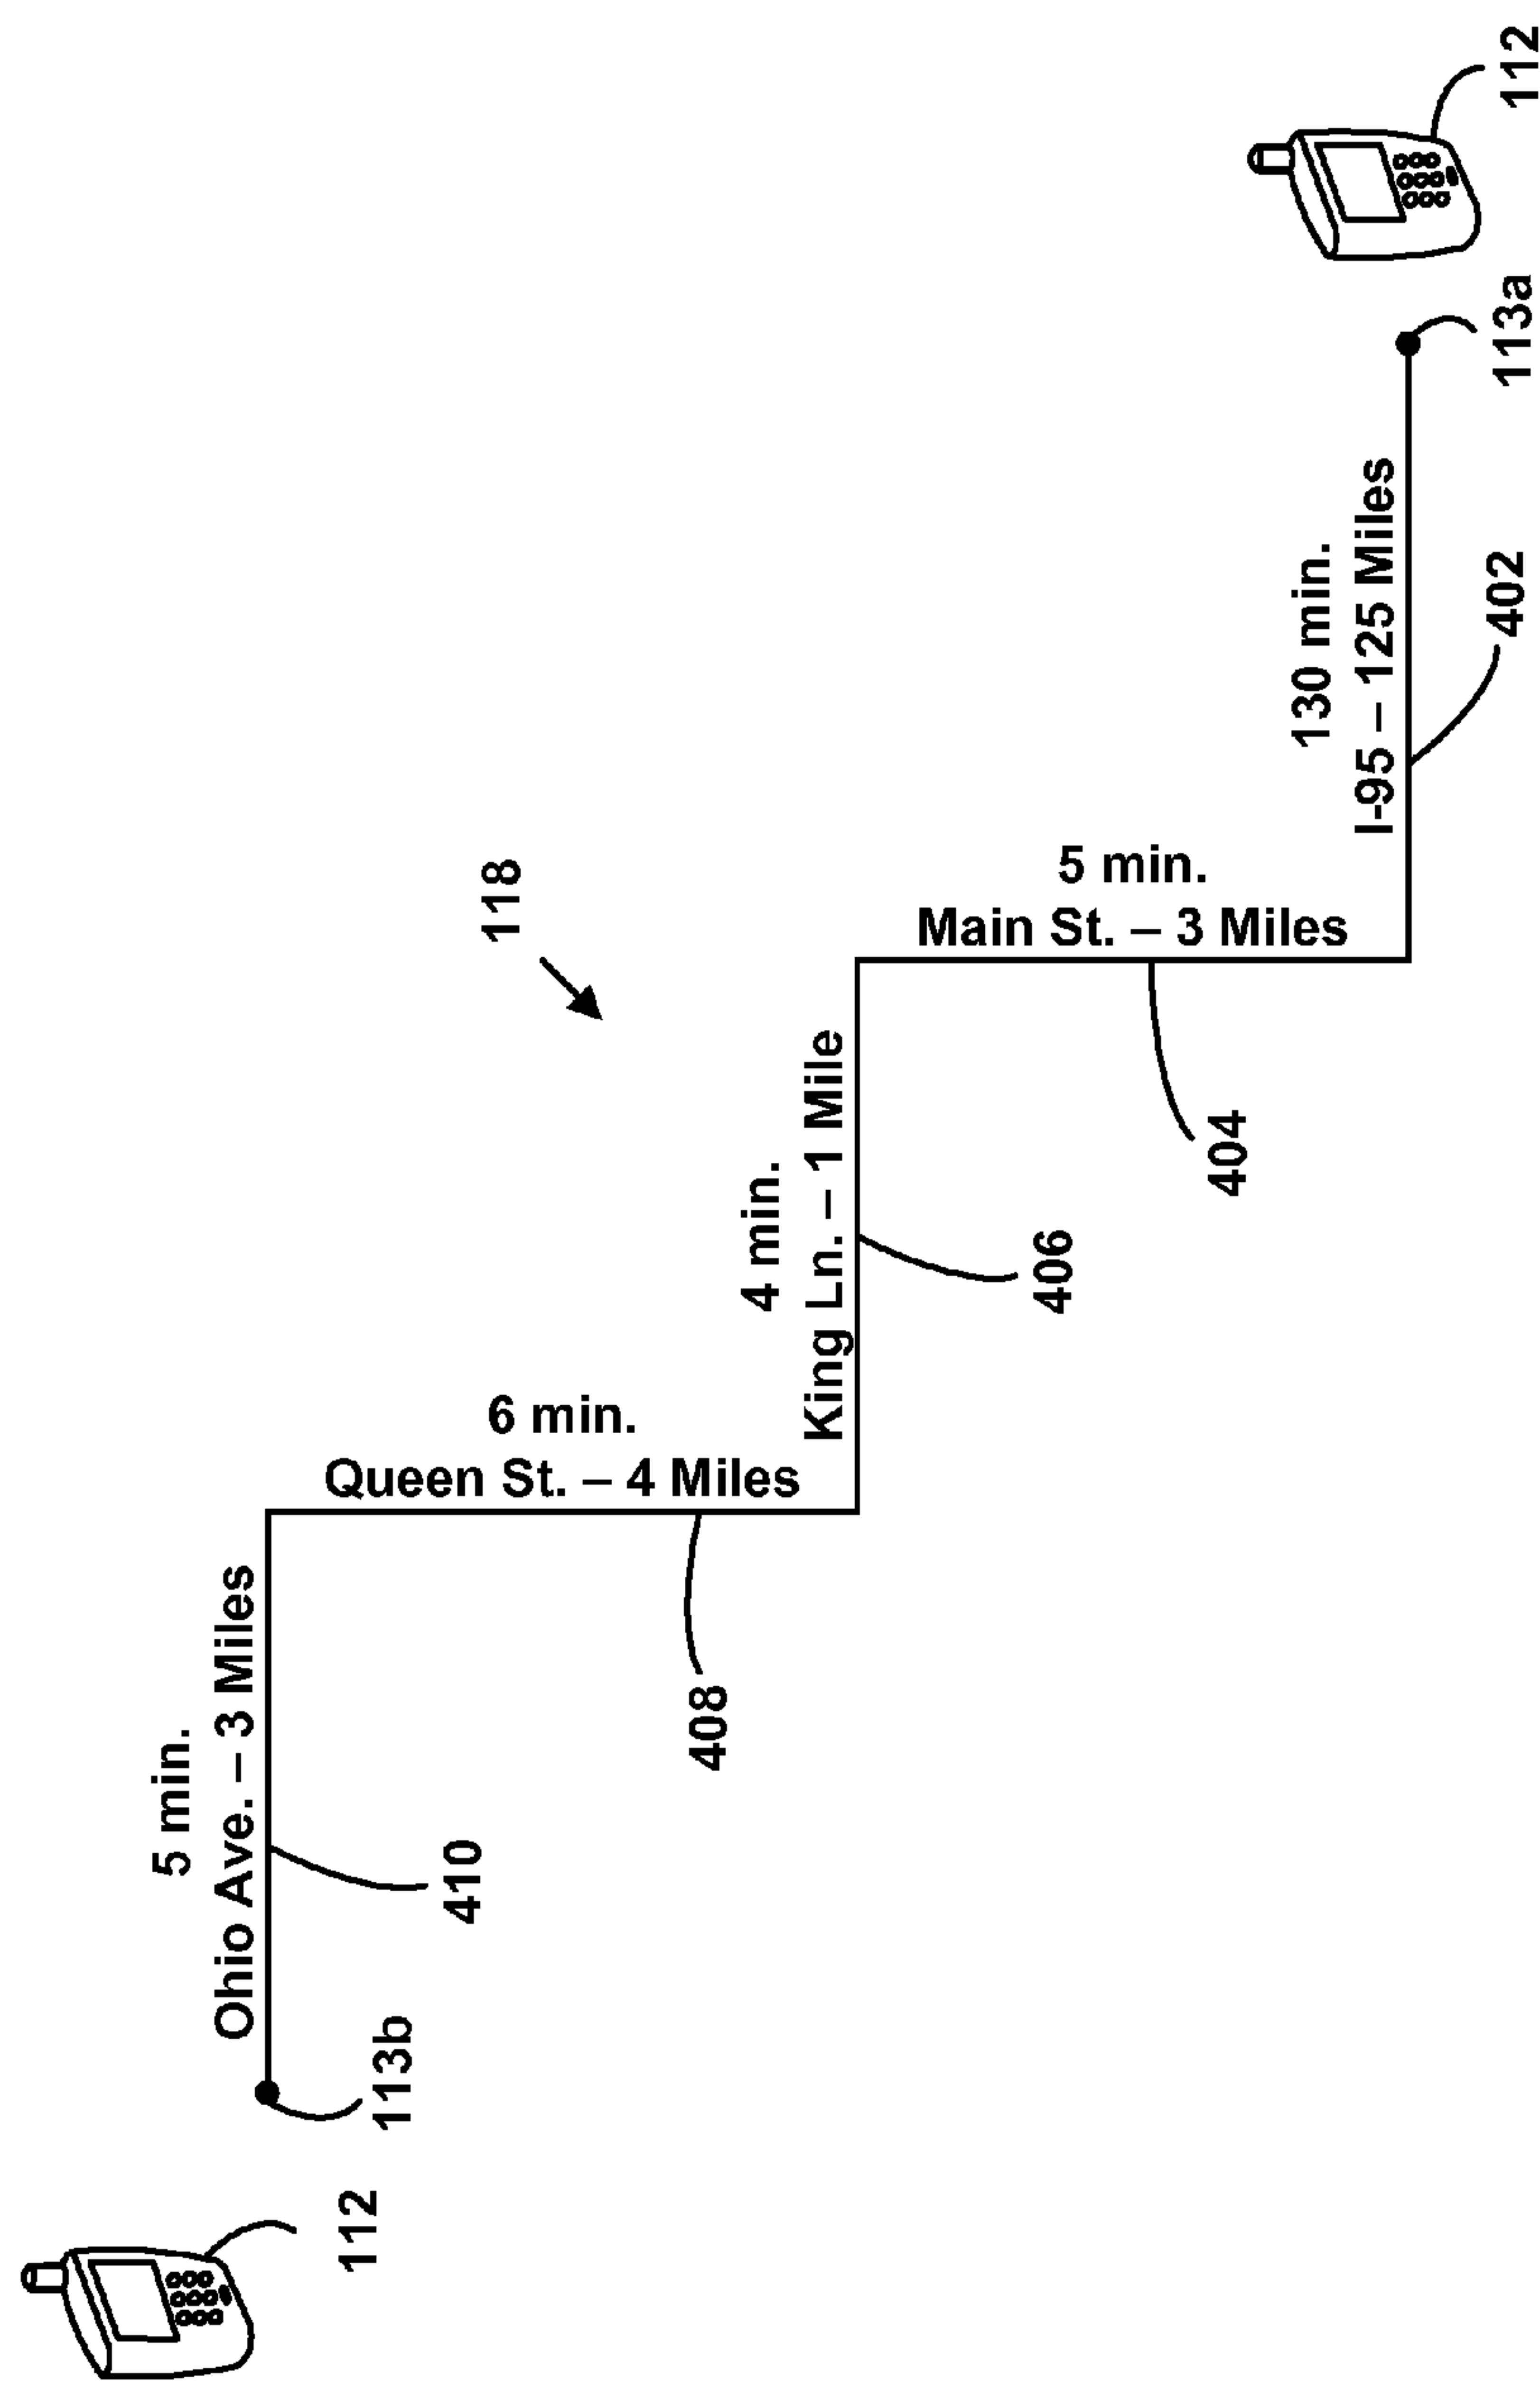 112
113b
5 min.
Ohio Ave. – 3 Miles
410
6 min.
Queen St. – 4 Miles
408
4 min.
King Ln. – 1 Mile
406
118
5 min.
Main St. – 3 Miles
404
130 min.
I-95 – 125 Miles
402
113a
112